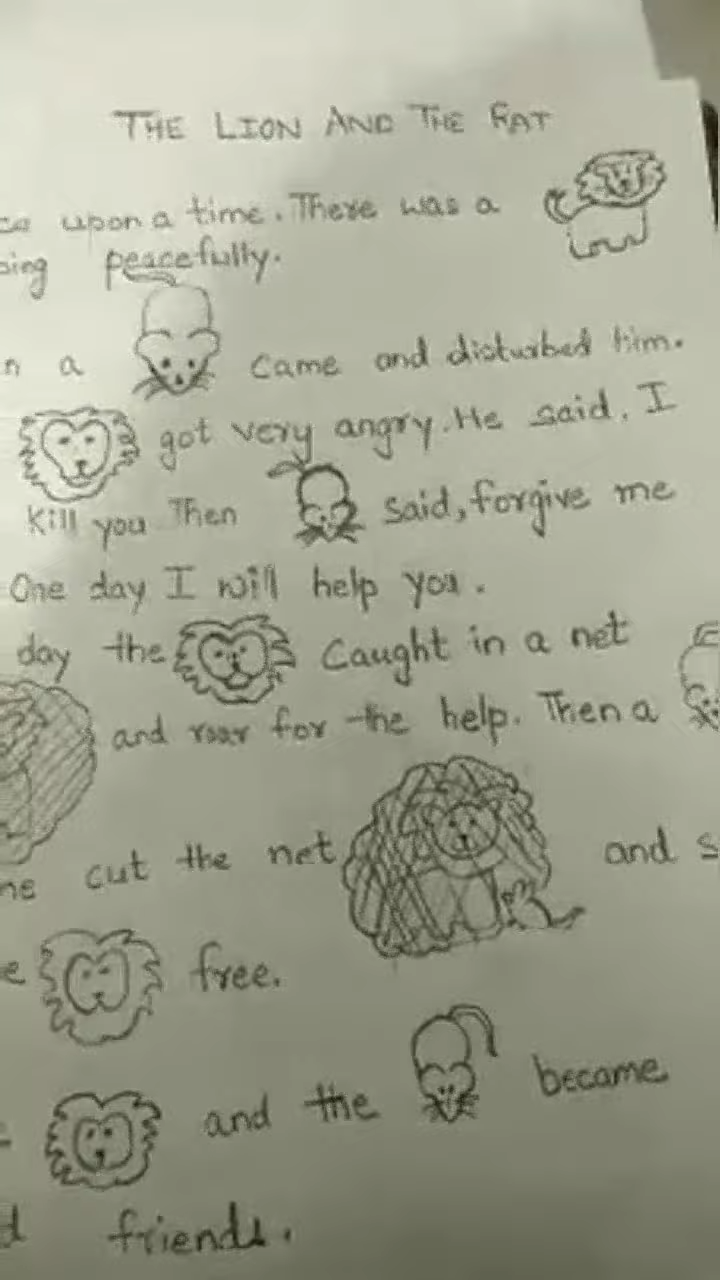 THE LION AND THE RAT
upon a time. There was a
peacefully.
a came and disturbed him.
got very angry. He said. I
Kill you Then said, forgive me
One day I will help you.
day the Caught in a net
and roar for the help. Then a
cut the net and
free.
and the became
friends.